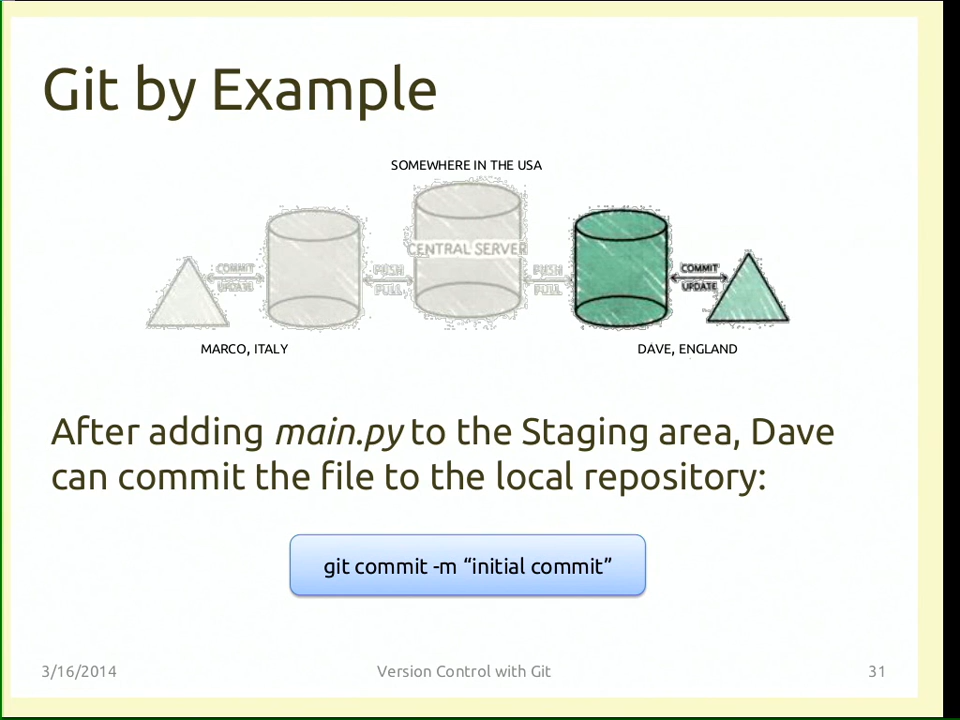 Git by Example
SOMEWHERE IN THE USA
CENTRAL SERVER
COMMIT
UPDATE
PUSH
PULL
PUSH
PULL
COMMIT
UPDATE
MARCO, ITALY
DAVE, ENGLAND
After adding main.py to the Staging area, Dave
can commit the file to the local repository:
git commit -m “initial commit”
3/16/2014
Version Control with Git
31